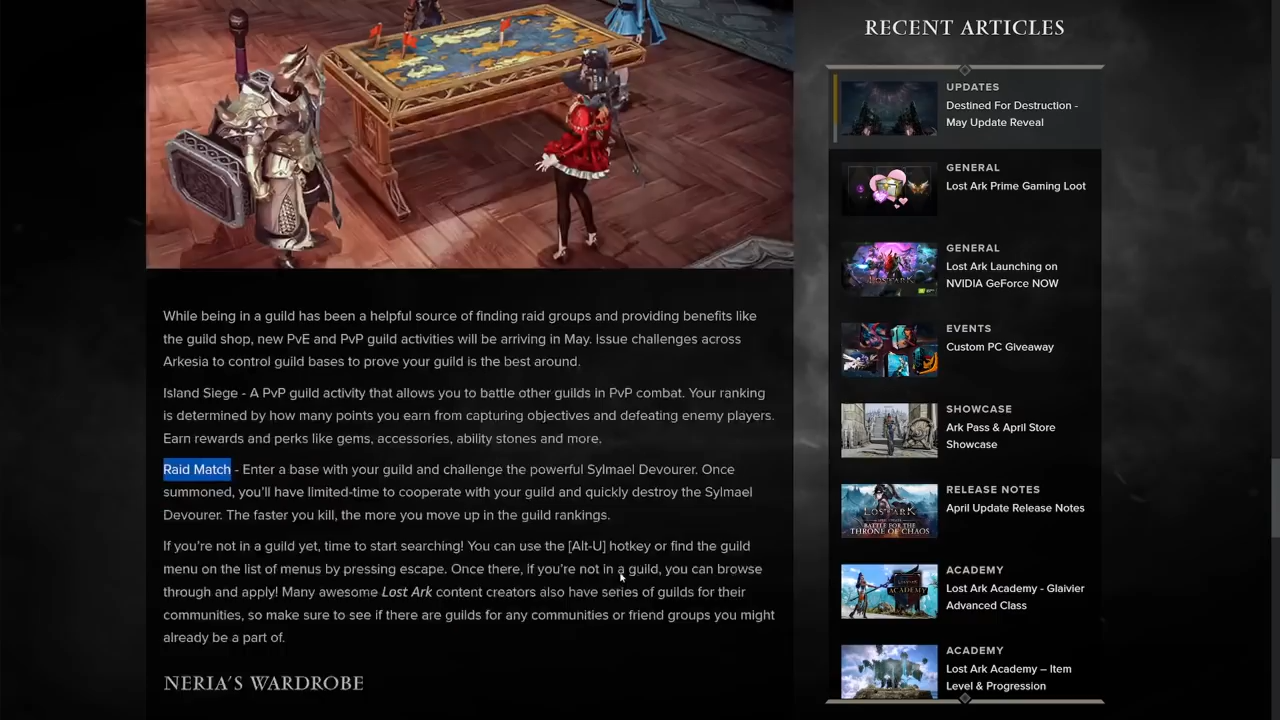 RECENT ARTICLES
While being in a guild has been a helpful source of finding raid groups and providing benefits like
the guild shop, new PvE and PvP guild activities will be arriving in May. Issue challenges across
Arkesia to control guild bases to prove your guild is the best around.
Island Siege - A PvP guild activity that allows you to battle other guilds in PvP combat. Your ranking
is determined by how many points you earn from capturing objectives and defeating enemy players.
Earn rewards and perks like gems, accessories, ability stones and more.
Raid Match - Enter a base with your guild and challenge the powerful Sylmael Devourer. Once
summoned, you'll have limited-time to cooperate with your guild and quickly destroy the Sylmael
Devourer. The faster you kill, the more you move up in the guild rankings.
If you're not in a guild yet, time to start searching! You can use the [Alt-U] hotkey or find the guild
menu on the list of menus by pressing escape. Once there, if you're not in a guild, you can browse
through and apply! Many awesome Lost Ark content creators also have series of guilds for their
communities, so make sure to see if there are guilds for any communities or friend groups you might
already be a part of.
NERIA'S WARDROBE
UPDATES
Destined For Destruction -
May Update Reveal
GENERAL
Lost Ark Prime Gaming Loot
GENERAL
Lost Ark Launching on
NVIDIA GeForce NOW
EVENTS
Custom PC Giveaway
SHOWCASE
Ark Pass & April Store
Showcase
LOST ARK
BATTLE FOR THE
THRONE OF CHAOS
RELEASE NOTES
April Update Release Notes
ACADEMY
Lost Ark Academy - Glaivier
Advanced Class
ACADEMY
Lost Ark Academy – Item
Level & Progression